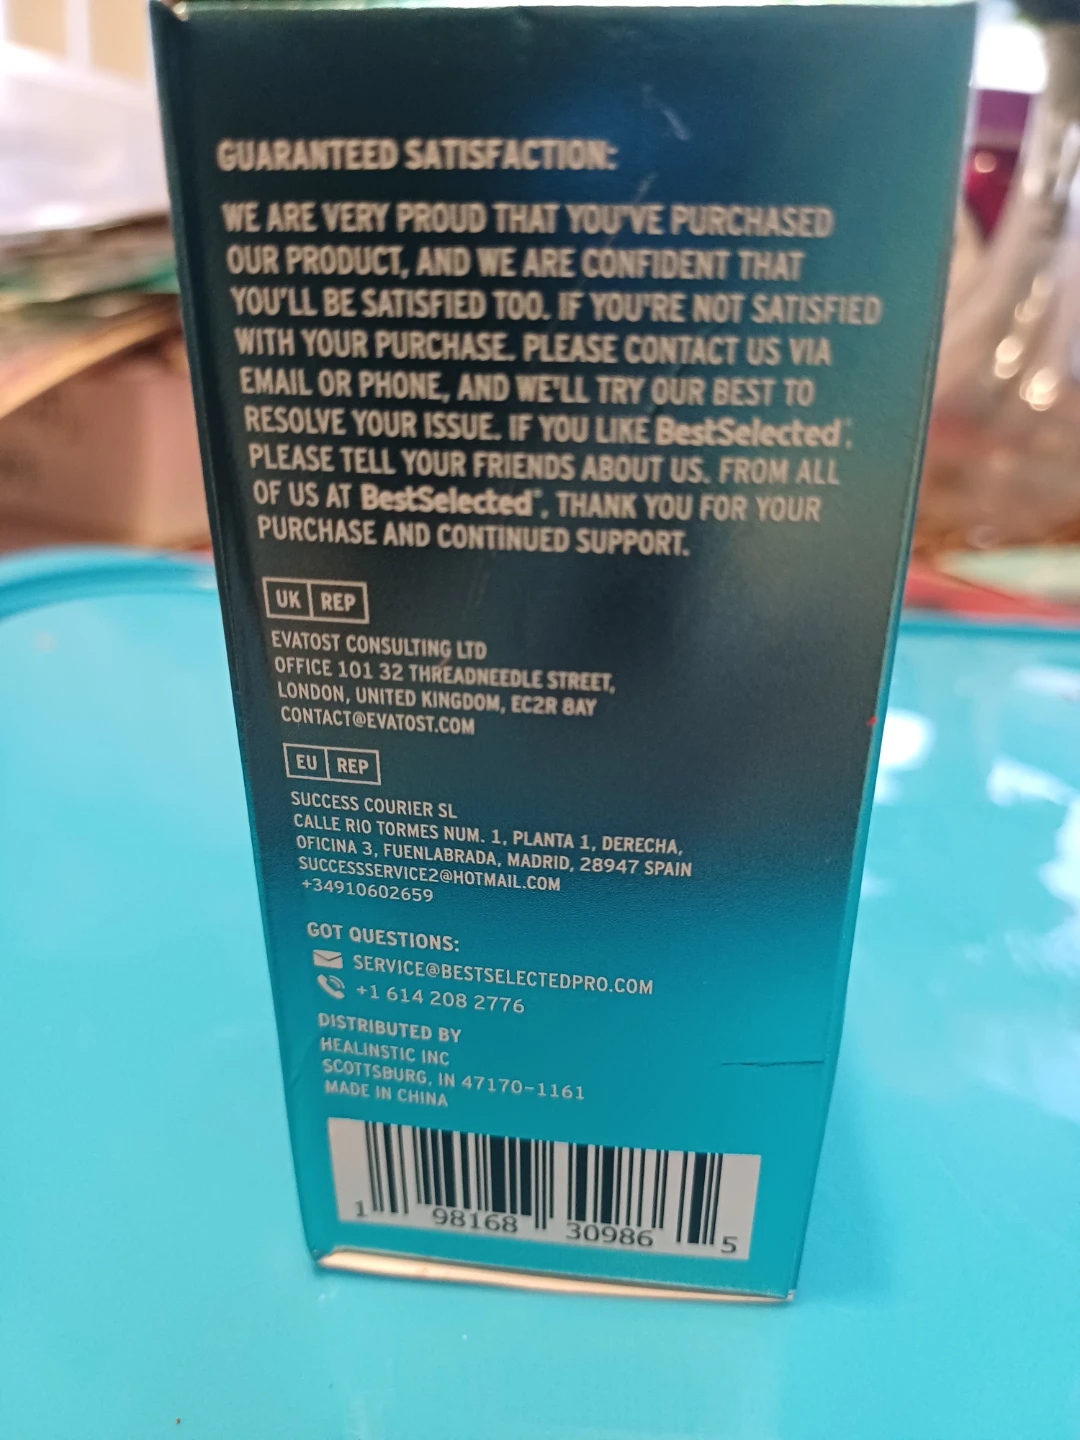 GUARANTEED SATISFACTION:
WE ARE VERY PROUD THAT YOU'VE PURCHASED
OUR PRODUCT, AND WE ARE CONFIDENT THAT
YOU'LL BE SATISFIED TOO. IF YOU'RE NOT SATISFIED
WITH YOUR PURCHASE. PLEASE CONTACT US VIA
EMAIL OR PHONE, AND WE'LL TRY OUR BEST TO
RESOLVE YOUR ISSUE. IF YOU LIKE BestSelected®.
PLEASE TELL YOUR FRIENDS ABOUT US. FROM ALL
OF US AT BestSelected®, THANK YOU FOR YOUR
PURCHASE AND CONTINUED SUPPORT.
UK REP
EVATOST CONSULTING LTD
OFFICE 101 32 THREADNEEDLE STREET,
LONDON, UNITED KINGDOM, EC2R 8AY
CONTACT@EVATOST.COM
EU REP
SUCCESS COURIER SL
CALLE RIO TORMES NUM. 1, PLANTA 1, DERECHA,
OFICINA 3, FUENLABRADA, MADRID, 28947 SPAIN
SUCCESSSERVICE2@HOTMAIL.COM
+34910602659
GOT QUESTIONS:
SERVICE@BESTSELECTEDPRO.COM
+1 614 208 2776
DISTRIBUTED BY
HEALINSTIC INC
SCOTTSBURG, IN 47170-1161
MADE IN CHINA
1 98168 30986 5